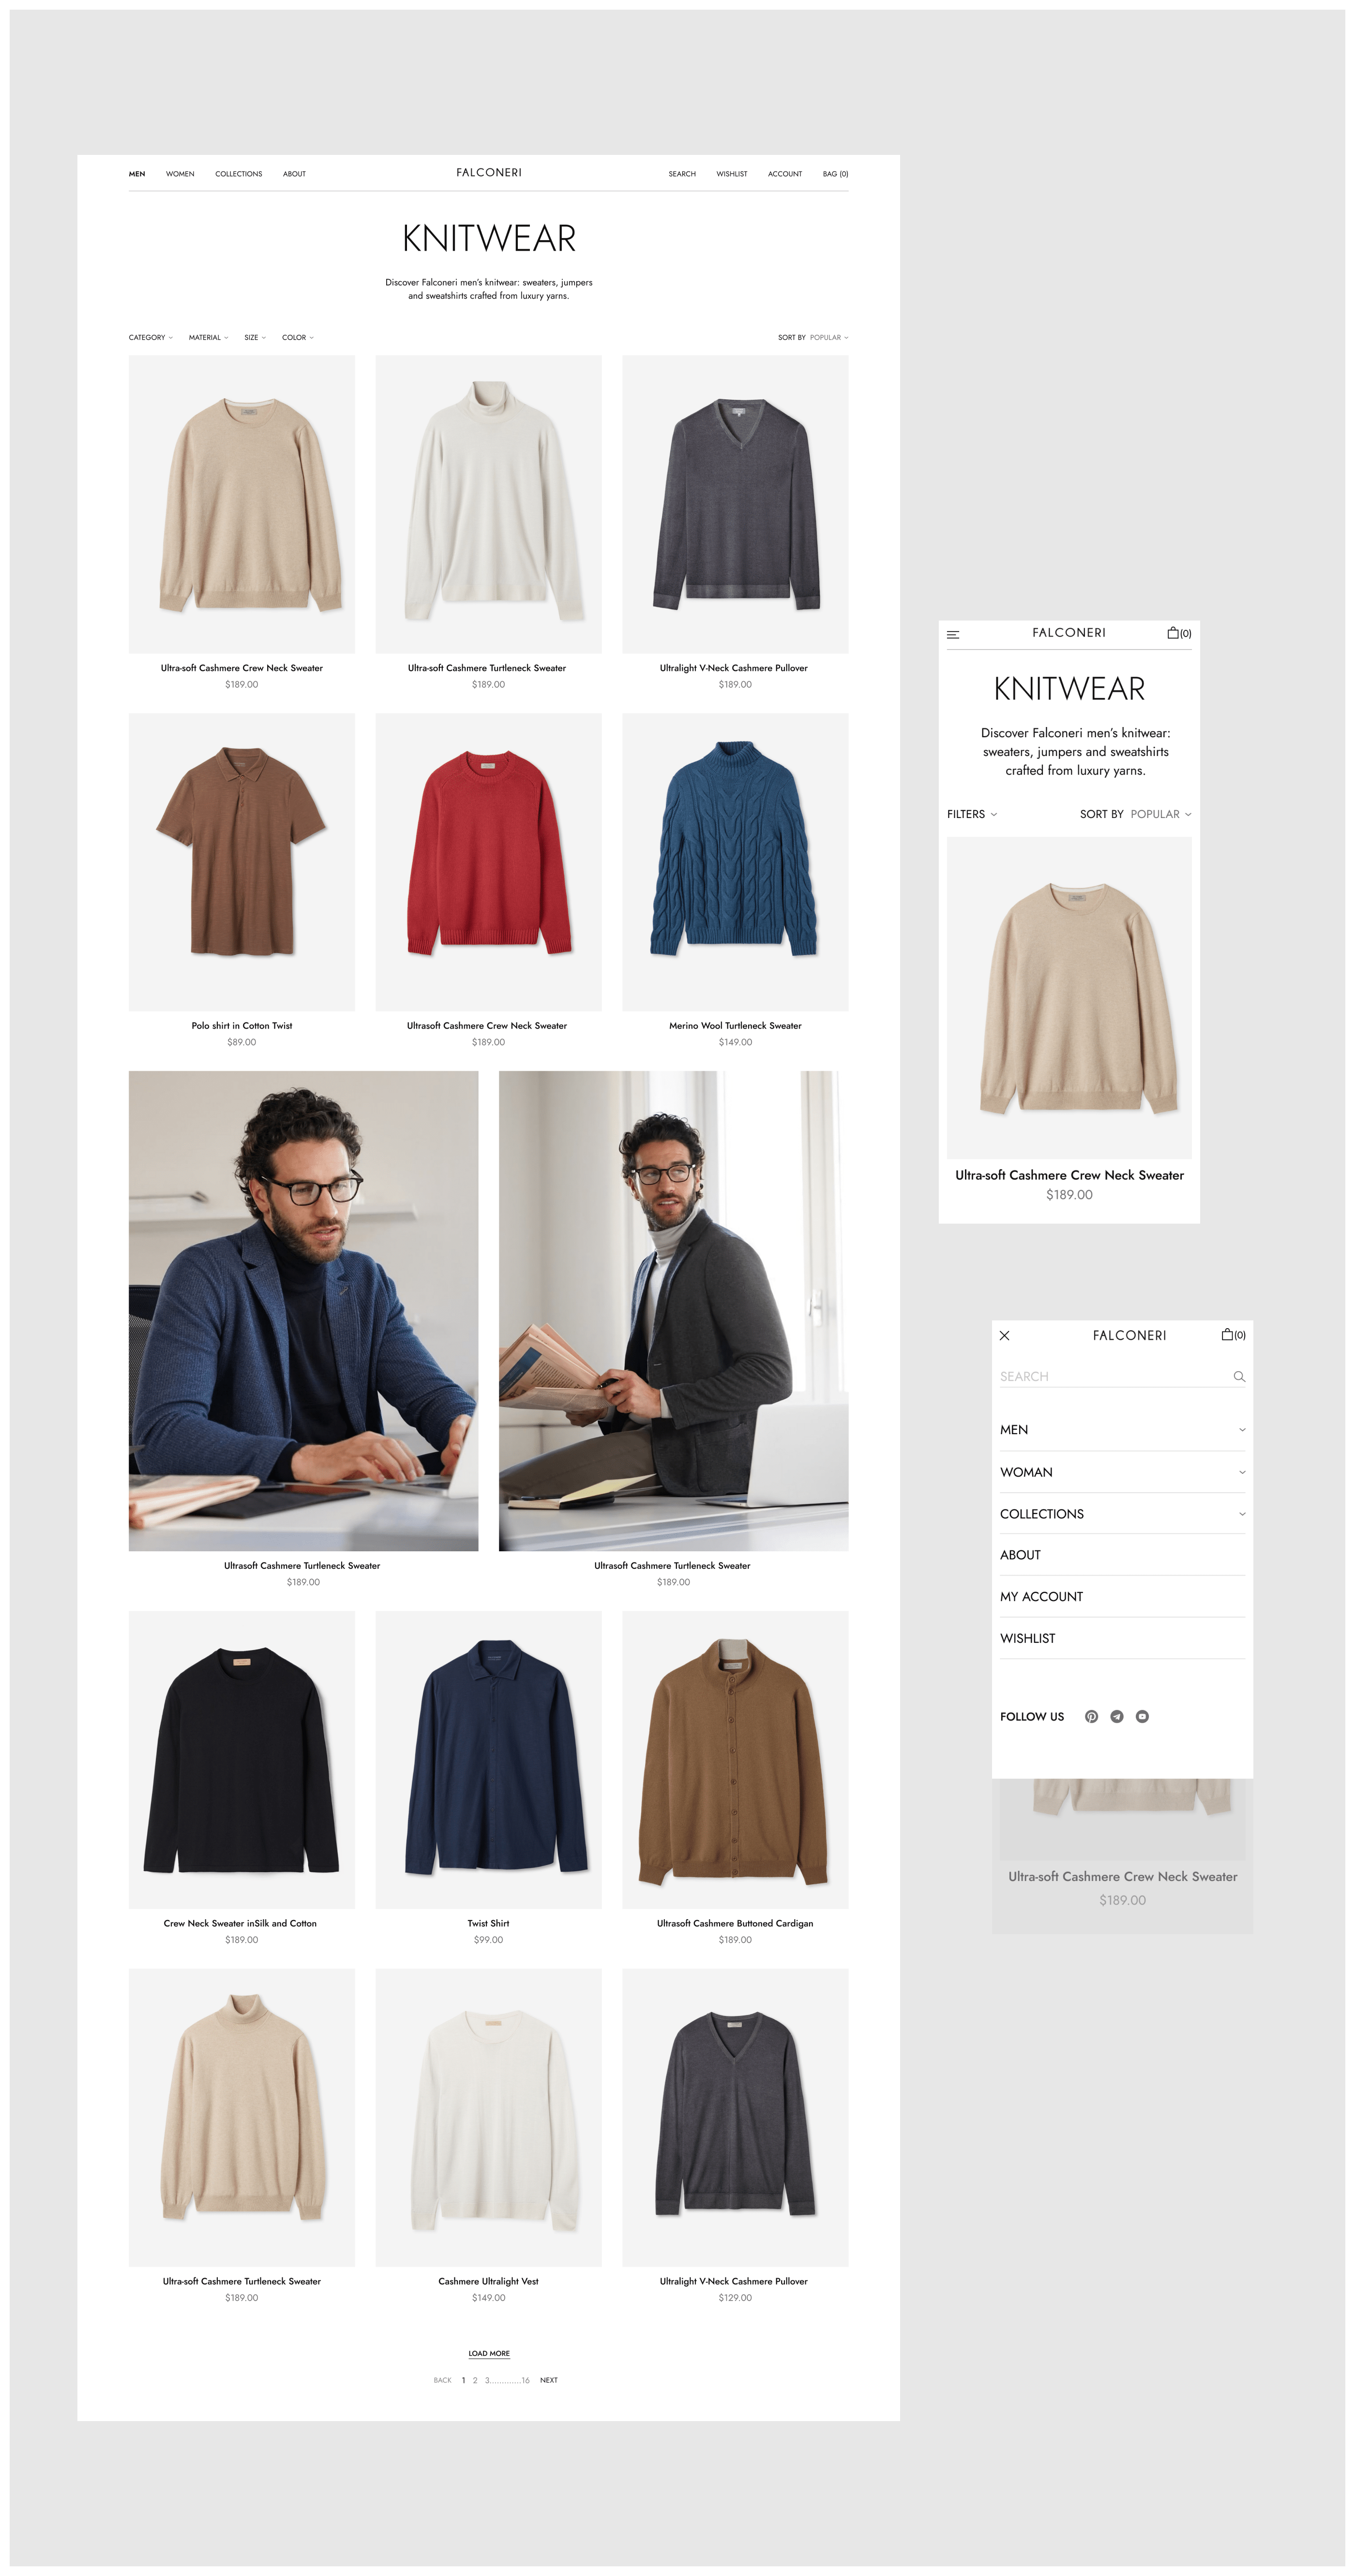 MEN WOMEN COLLECTIONS ABOUT FALCONERI SEARCH WISHLIST ACCOUNT BAG (0)
KNITWEAR
Discover Falconeri men's knitwear: sweaters, jumpers
and sweatshirts crafted from luxury yarns.
CATEGORY MATERIAL SIZE COLOR SORT BY POPULAR
Ultra-soft Cashmere Crew Neck Sweater
$189.00
Ultra-soft Cashmere Turtleneck Sweater
$189.00
Ultralight V-Neck Cashmere Pullover
$189.00
Polo shirt in Cotton Twist
$89.00
Ultrasoft Cashmere Crew Neck Sweater
$189.00
Merino Wool Turtleneck Sweater
$149.00
Ultrasoft Cashmere Turtleneck Sweater
$189.00
Ultrasoft Cashmere Turtleneck Sweater
$189.00
Crew Neck Sweater inSilk and Cotton
$189.00
Twist Shirt
$99.00
Ultrasoft Cashmere Buttoned Cardigan
$189.00
Ultra-soft Cashmere Turtleneck Sweater
$189.00
Cashmere Ultralight Vest
$149.00
Ultralight V-Neck Cashmere Pullover
$129.00
LOAD MORE
BACK 1 2 3.............16 NEXT
FALCONERI (0)
KNITWEAR
Discover Falconeri men's knitwear:
sweaters, jumpers and sweatshirts
crafted from luxury yarns.
FILTERS SORT BY POPULAR
Ultra-soft Cashmere Crew Neck Sweater
$189.00
FALCONERI (0)
SEARCH
MEN
WOMAN
COLLECTIONS
ABOUT
MY ACCOUNT
WISHLIST
FOLLOW US
Ultra-soft Cashmere Crew Neck Sweater
$189.00